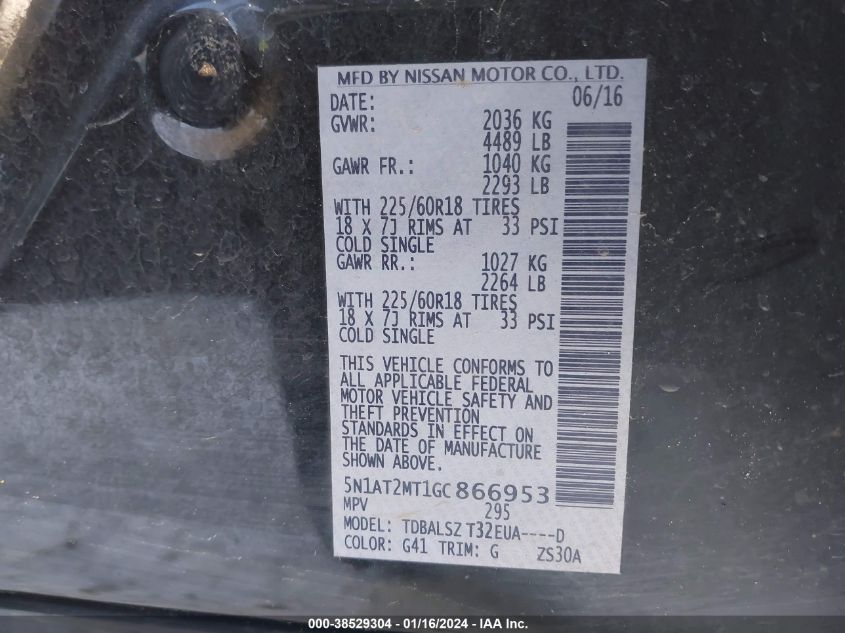 MFD BY NISSAN MOTOR CO., LTD.
DATE: 06/16
GVWR: 2036 KG
4489 LB
GAWR FR.: 1040 KG
2293 LB
WITH 225/60R18 TIRES
18 X 7J RIMS AT 33 PSI
COLD SINGLE
GAWR RR.: 1027 KG
2264 LB
WITH 225/60R18 TIRES
18 X 7J RIMS AT 33 PSI
COLD SINGLE
THIS VEHICLE CONFORMS TO
ALL APPLICABLE FEDERAL
MOTOR VEHICLE SAFETY AND
THEFT PREVENTION
STANDARDS IN EFFECT ON
THE DATE OF MANUFACTURE
SHOWN ABOVE.
5N1AT2MT1GC866953
MPV 295
MODEL: TDBALSZ T32EUA----D
COLOR: G41 TRIM: G ZS30A
000-38529304 - 01/16/2024 - IAA Inc.